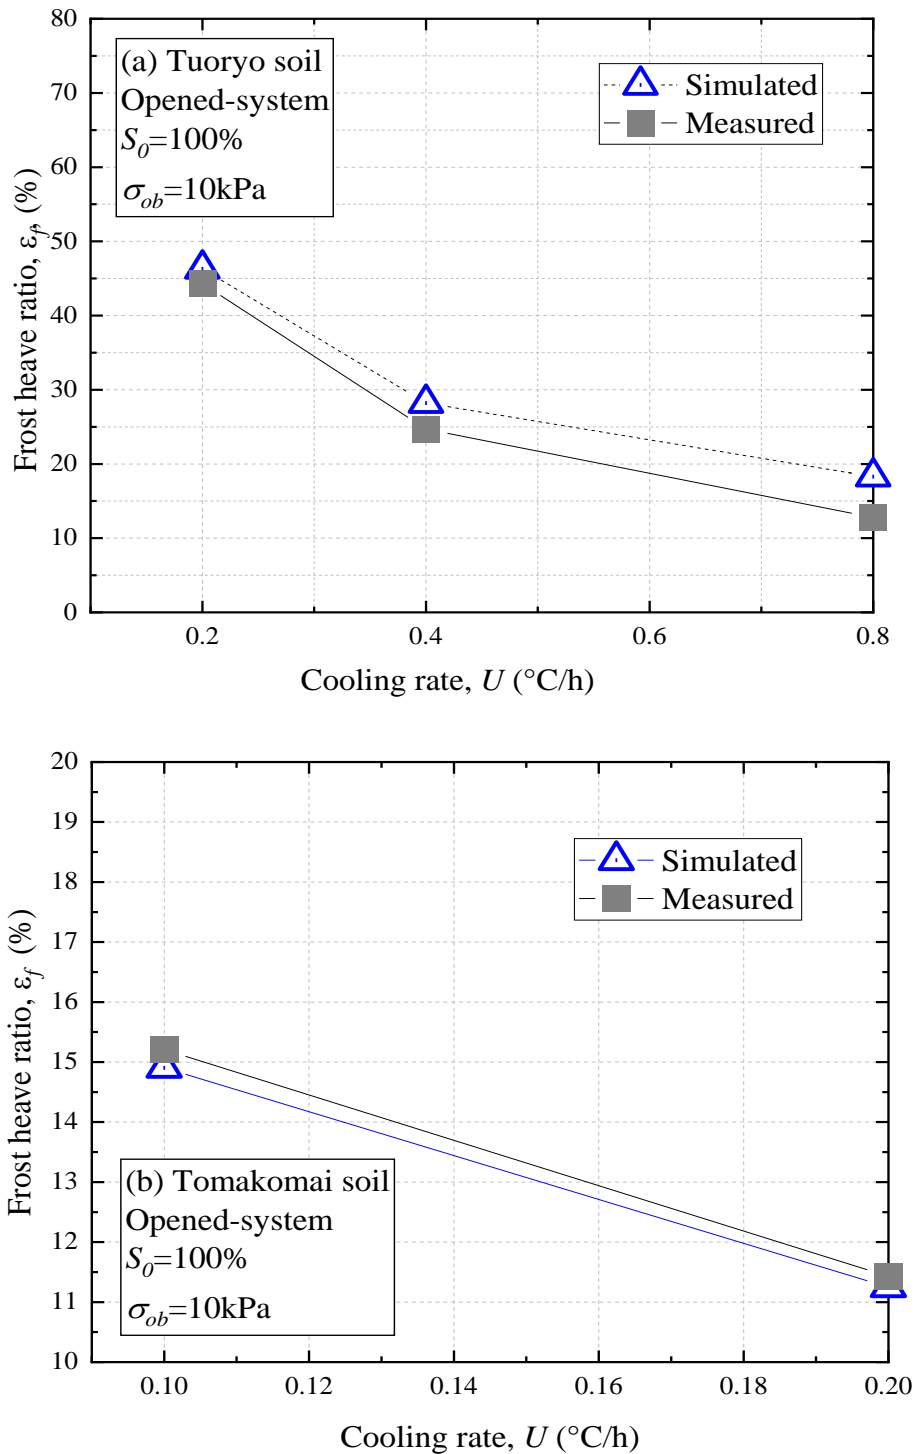 80
70
60
50
40
30
20
10
0
Frost heave ratio, εf, (%)
(a) Tuoryo soil
Opened-system
S0=100%
σob=10kPa
Simulated
Measured
0.2 0.4 0.6 0.8
Cooling rate, U (°C/h)
20
19
18
17
16
15
14
13
12
11
10
Frost heave ratio, εf (%)
Simulated
Measured
(b) Tomakomai soil
Opened-system
S0=100%
σob=10kPa
0.10 0.12 0.14 0.16 0.18 0.20
Cooling rate, U (°C/h)